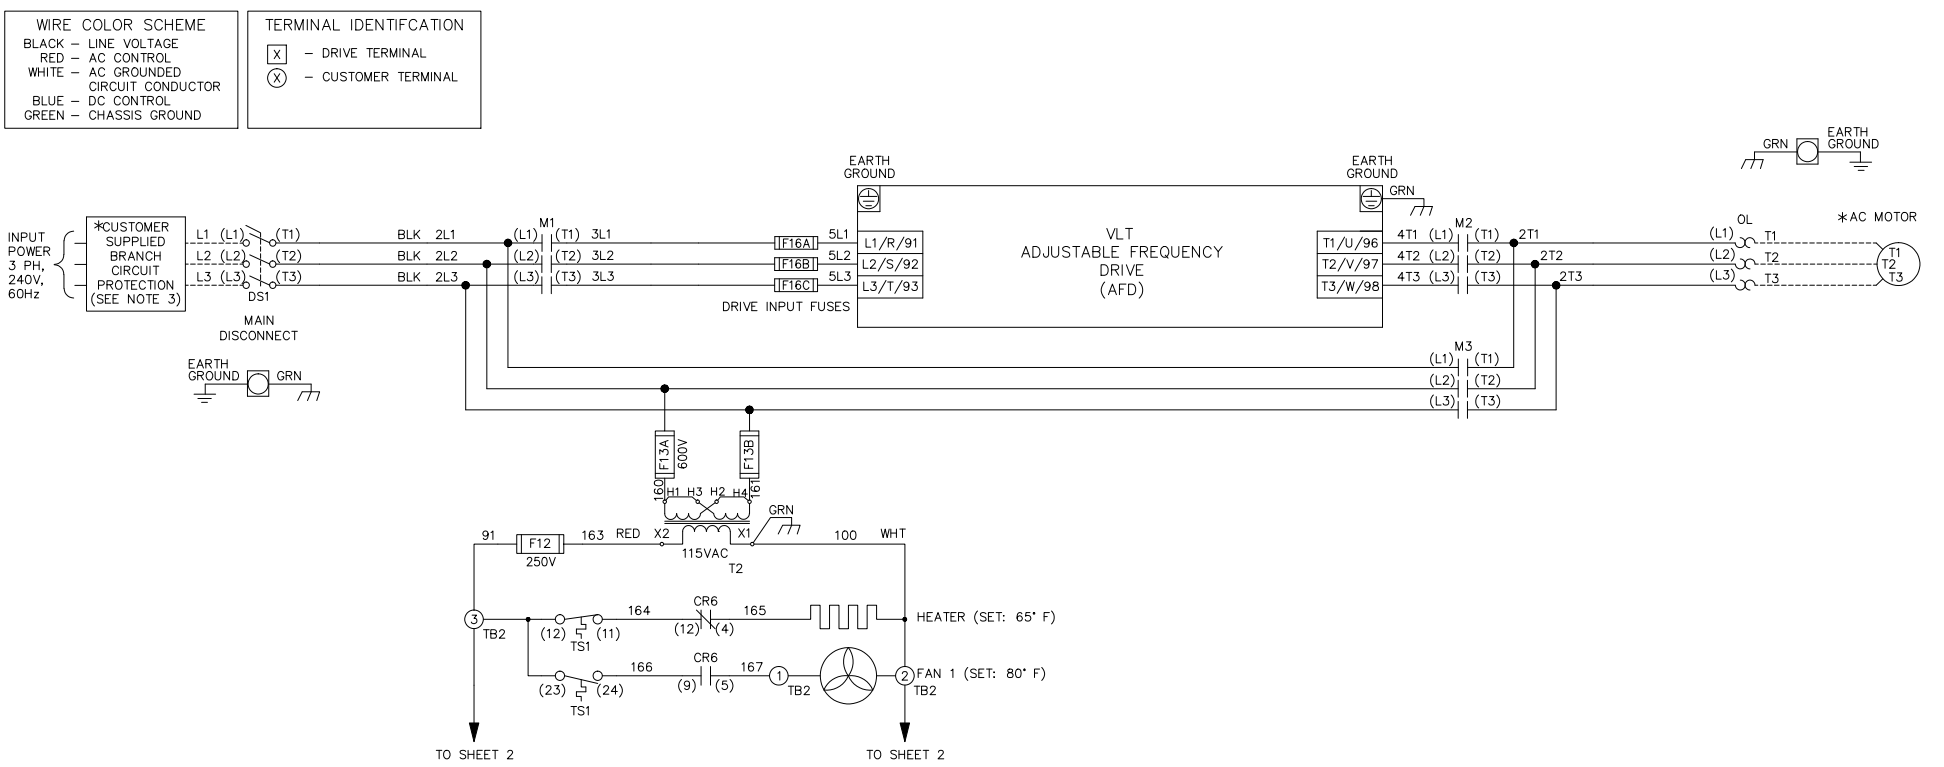 WIRE COLOR SCHEME
BLACK – LINE VOLTAGE
RED – AC CONTROL
WHITE – AC GROUNDED
CIRCUIT CONDUCTOR
BLUE – DC CONTROL
GREEN – CHASSIS GROUND
TERMINAL IDENTIFCATION
X – DRIVE TERMINAL
X – CUSTOMER TERMINAL
INPUT
POWER
3 PH,
240V,
60Hz
*CUSTOMER
SUPPLIED
BRANCH
CIRCUIT
PROTECTION
(SEE NOTE 3)
L1 (L1) (T1) BLK 2L1 (L1) M1 (T1) 3L1 F16A 5L1 L1/R/91
L2 (L2) (T2) BLK 2L2 (L2) (T2) 3L2 F16B 5L2 L2/S/92
L3 (L3) (T3) BLK 2L3 (L3) (T3) 3L3 F16C 5L3 L3/T/93
DS1
MAIN
DISCONNECT
DRIVE INPUT FUSES
EARTH
GROUND
GRN
EARTH
GROUND
VLT
ADJUSTABLE FREQUENCY
DRIVE
(AFD)
EARTH
GROUND
GRN
T1/U/96 4T1 (L1) M2 (T1) 2T1 (L1) OL T1
T2/V/97 4T2 (L2) (T2) 2T2 (L2) T2
T3/W/98 4T3 (L3) (T3) 2T3 (L3) T3
GRN
EARTH
GROUND
*AC MOTOR
T1
T2
T3
M3
(L1) (T1)
(L2) (T2)
(L3) (T3)
F13A
600V
F13B
160
161
H1 H3 H2 H4
GRN
91 F12 163 RED X2 X1 100 WHT
250V
115VAC
T2
3
TB2
(12) (11)
TS1
164
CR6
(12) (4)
165
HEATER (SET: 65° F)
(23) (24)
TS1
166
CR6
(9) (5)
167
1
TB2
2
TB2
FAN 1 (SET: 80° F)
TO SHEET 2
TO SHEET 2